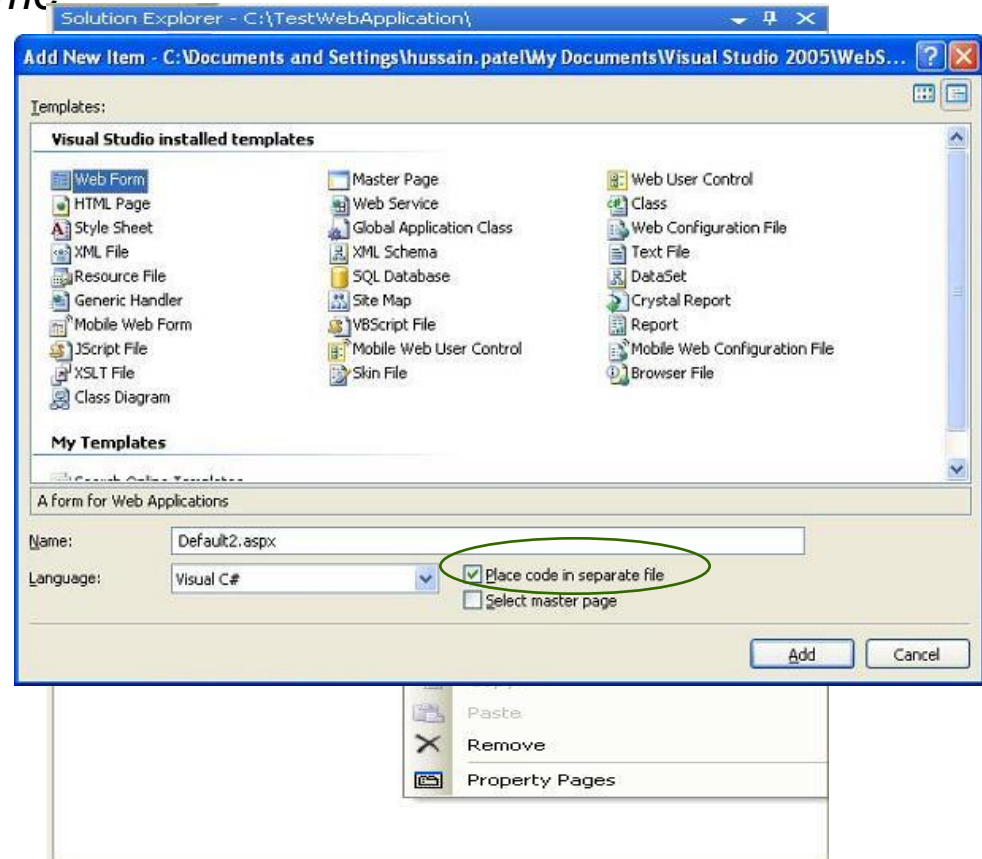 Solution Explorer - C:\TestWebApplication\
Add New Item - C:\Documents and Settings\hussain.patel\My Documents\Visual Studio 2005\WebS...
Templates:
Visual Studio installed templates
Web Form
Master Page
Web User Control
HTML Page
Web Service
Class
Style Sheet
Global Application Class
Web Configuration File
XML File
XML Schema
Text File
Resource File
SQL Database
DataSet
Generic Handler
Site Map
Crystal Report
Mobile Web Form
VBScript File
Report
JScript File
Mobile Web User Control
Mobile Web Configuration File
XSLT File
Skin File
Browser File
Class Diagram
My Templates
A form for Web Applications
Name:
Default2.aspx
Language:
Visual C#
Place code in separate file
Select master page
Add
Cancel
Paste
Remove
Property Pages